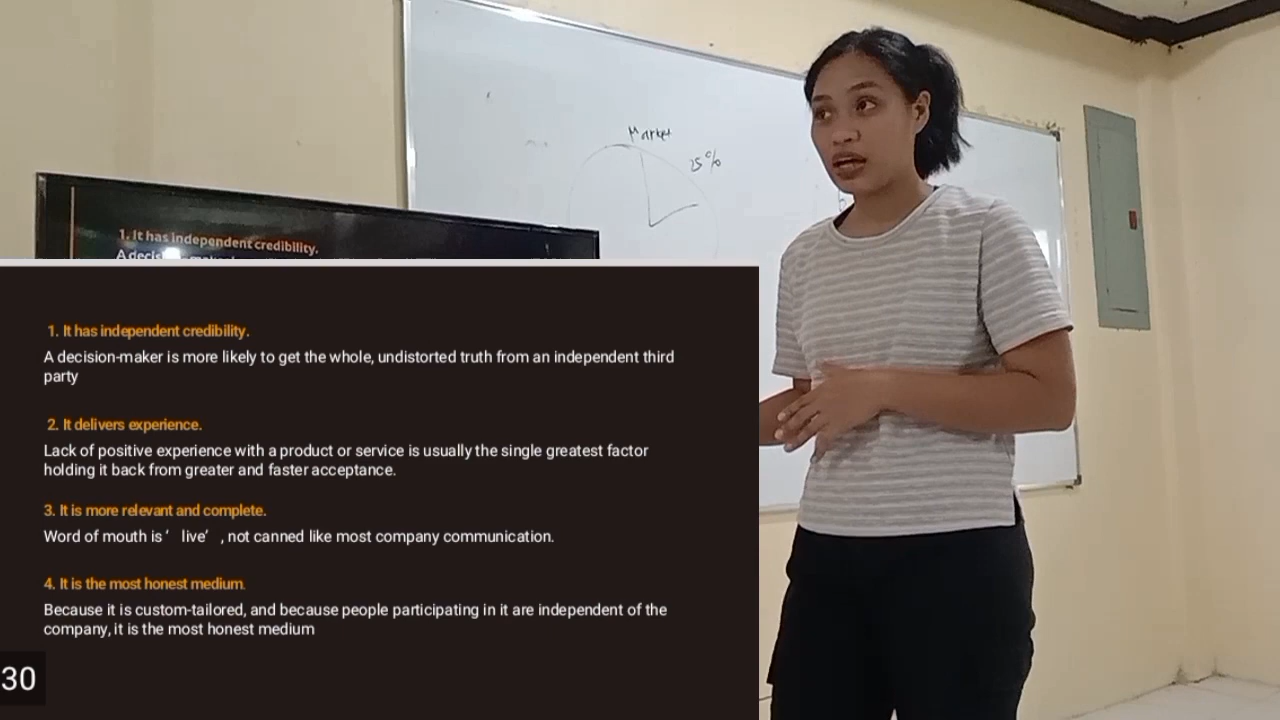 Market
25%
1. It has independent credibility.
1. It has independent credibility.
A decision-maker is more likely to get the whole, undistorted truth from an independent third
party
2. It delivers experience.
Lack of positive experience with a product or service is usually the single greatest factor
holding it back from greater and faster acceptance.
3. It is more relevant and complete.
Word of mouth is ’ live’ , not canned like most company communication.
4. It is the most honest medium.
Because it is custom-tailored, and because people participating in it are independent of the
company, it is the most honest medium
30